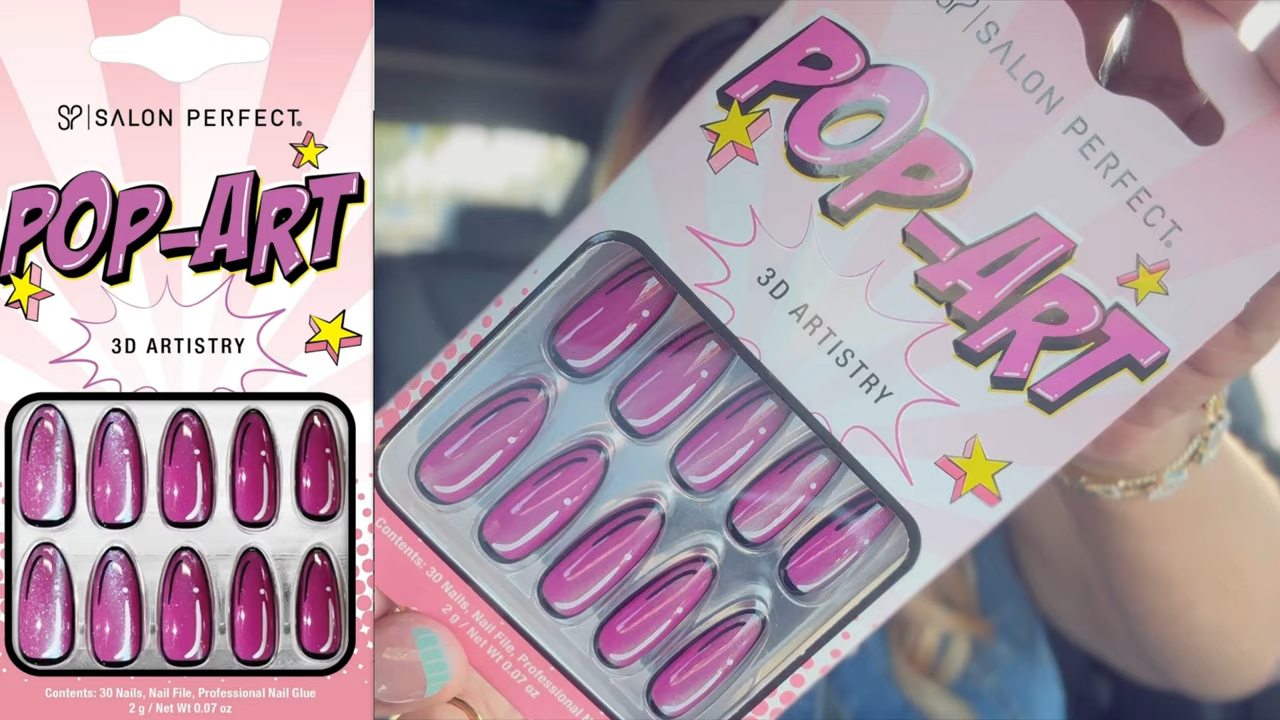 SP | SALON PERFECT®
POP-ART
3D ARTISTRY
Contents: 30 Nails, Nail File, Professional Nail Glue
2 g / Net Wt 0.07 oz
SP | SALON PERFECT®
POP-ART
3D ARTISTRY
Contents: 30 Nails, Nail File, Professional N
2 g / Net Wt 0.07 oz